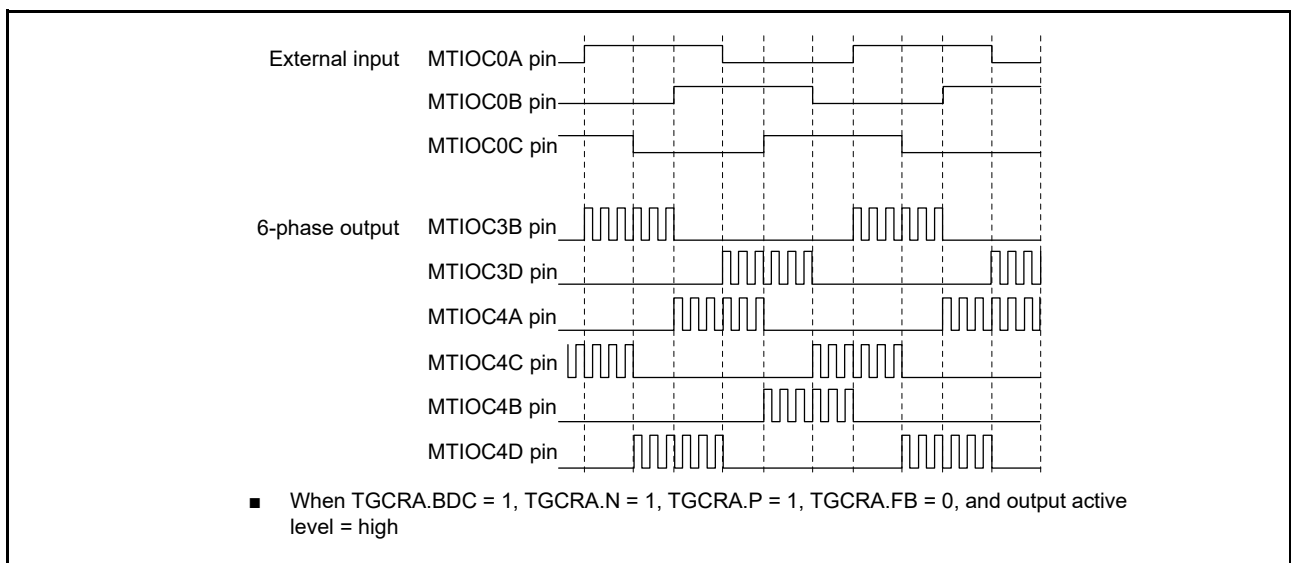 External input MTIOC0A pin
MTIOC0B pin
MTIOC0C pin
6-phase output MTIOC3B pin
MTIOC3D pin
MTIOC4A pin
MTIOC4C pin
MTIOC4B pin
MTIOC4D pin
■ When TGCRA.BDC = 1, TGCRA.N = 1, TGCRA.P = 1, TGCRA.FB = 0, and output active
level = high